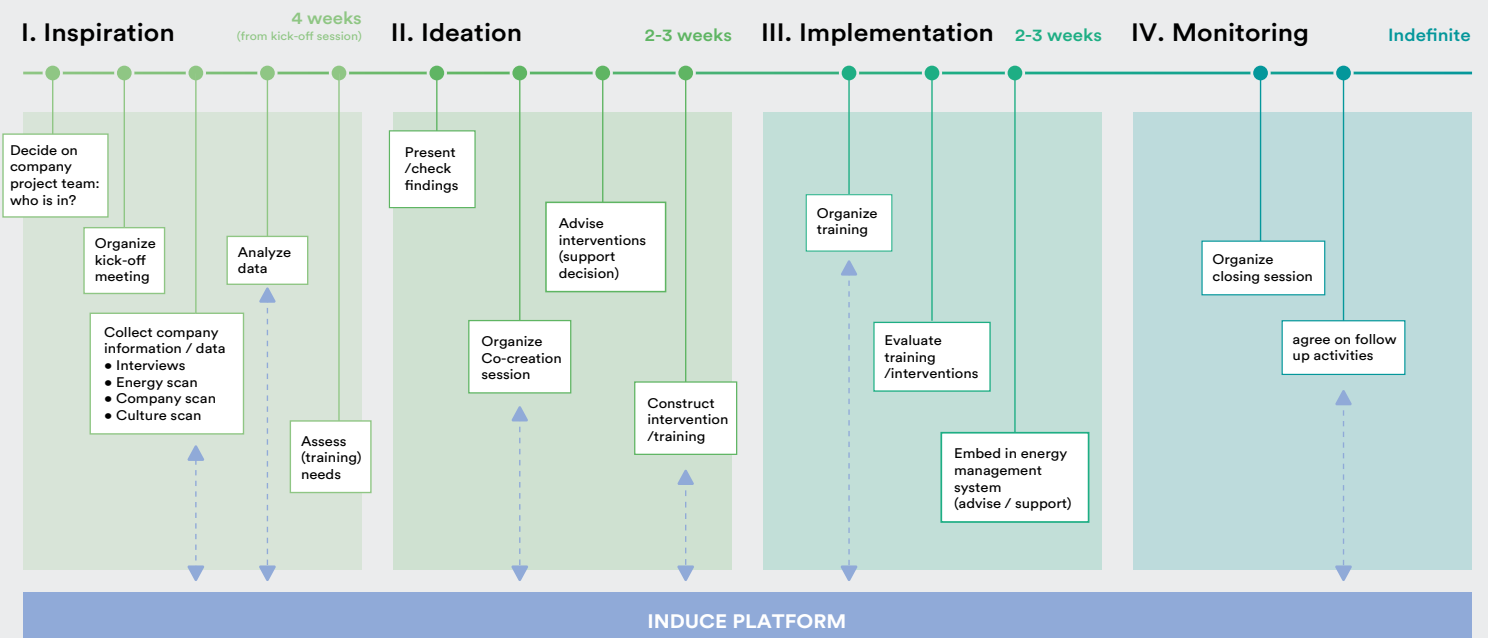 I. Inspiration
4 weeks
(from kick-off session)
II. Ideation
2-3 weeks
III. Implementation
2-3 weeks
IV. Monitoring
Indefinite
Decide on
company
project team:
who is in?
Organize
kick-off
meeting
Collect company
information / data
• Interviews
• Energy scan
• Company scan
• Culture scan
Analyze
data
Assess
(training)
needs
Present
/check
findings
Organize
Co-creation
session
Advise
interventions
(support
decision)
Construct
intervention
/training
Organize
training
Evaluate
training
/interventions
Embed in energy
management
system
(advise / support)
Organize
closing session
agree on follow
up activities
INDUCE PLATFORM